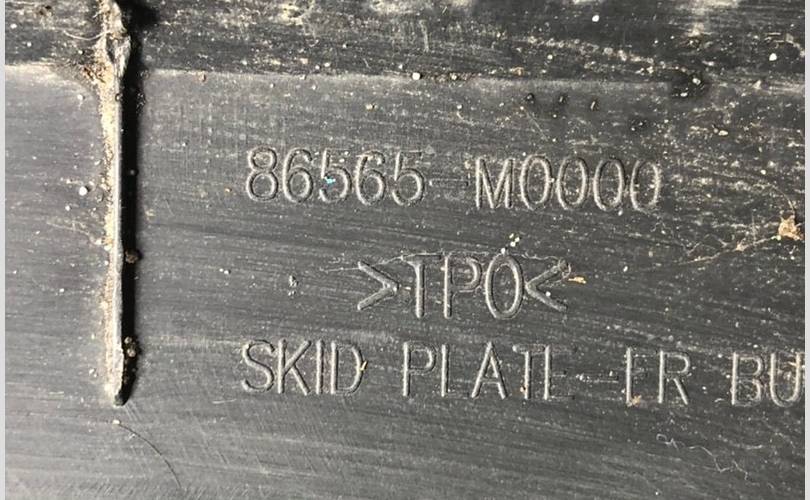 86565-M0000
>TPO<
SKID PLATE-FR BU